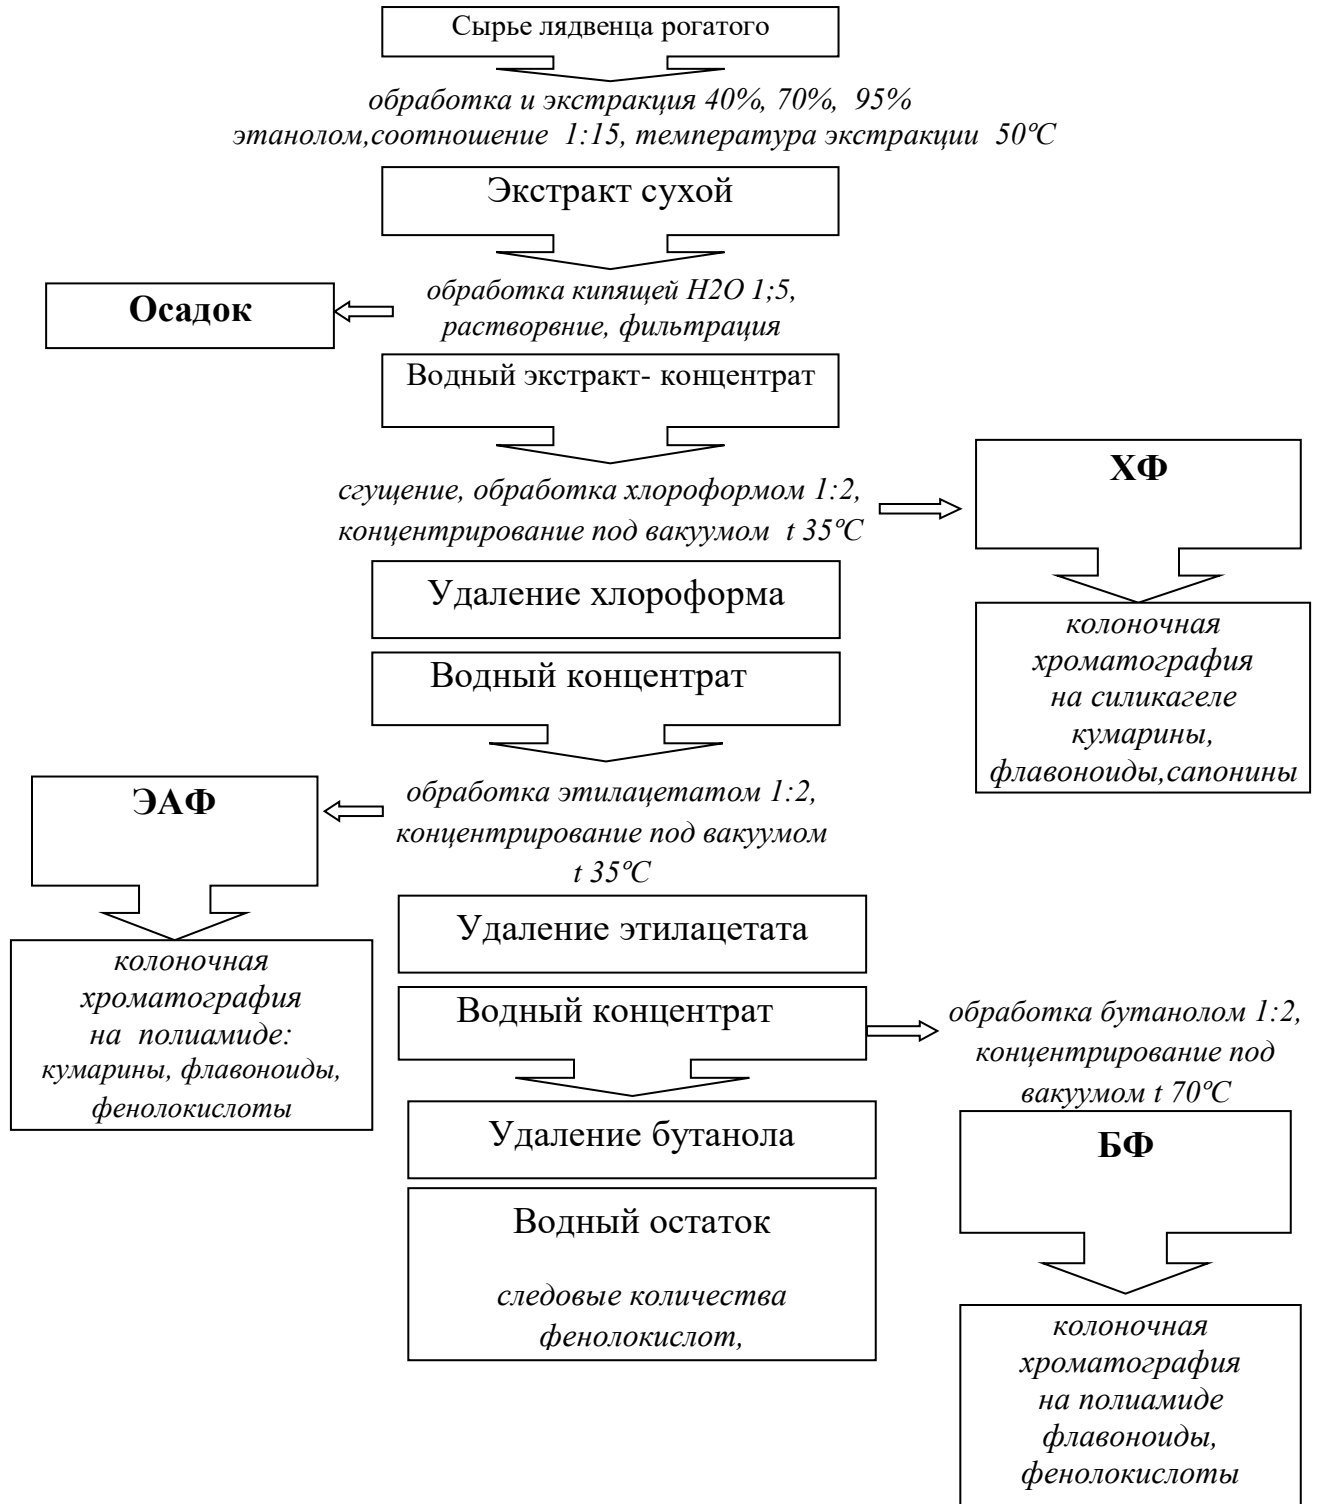 Сырье лядвенца рогатого
обработка и экстракция 40%, 70%, 95%
этанолом,соотношение 1:15, температура экстракции 50ºС
Экстракт сухой
Осадок
обработка кипящей Н2О 1;5,
растворвние, фильтрация
Водный экстракт- концентрат
ХФ
сгущение, обработка хлороформом 1:2,
концентрирование под вакуумом t 35ºС
Удаление хлороформа
колоночная
хроматография
на силикагеле
кумарины,
флавоноиды,сапонины
Водный концентрат
ЭАФ
обработка этилацетатом 1:2,
концентрирование под вакуумом
t 35ºС
колоночная
хроматография
на полиамиде:
кумарины, флавоноиды,
фенолокислоты
Удаление этилацетата
Водный концентрат
обработка бутанолом 1:2,
концентрирование под
вакуумом t 70ºС
Удаление бутанола
БФ
Водный остаток
следовые количества
фенолокислот,
колоночная
хроматография
на полиамиде
флавоноиды,
фенолокислоты